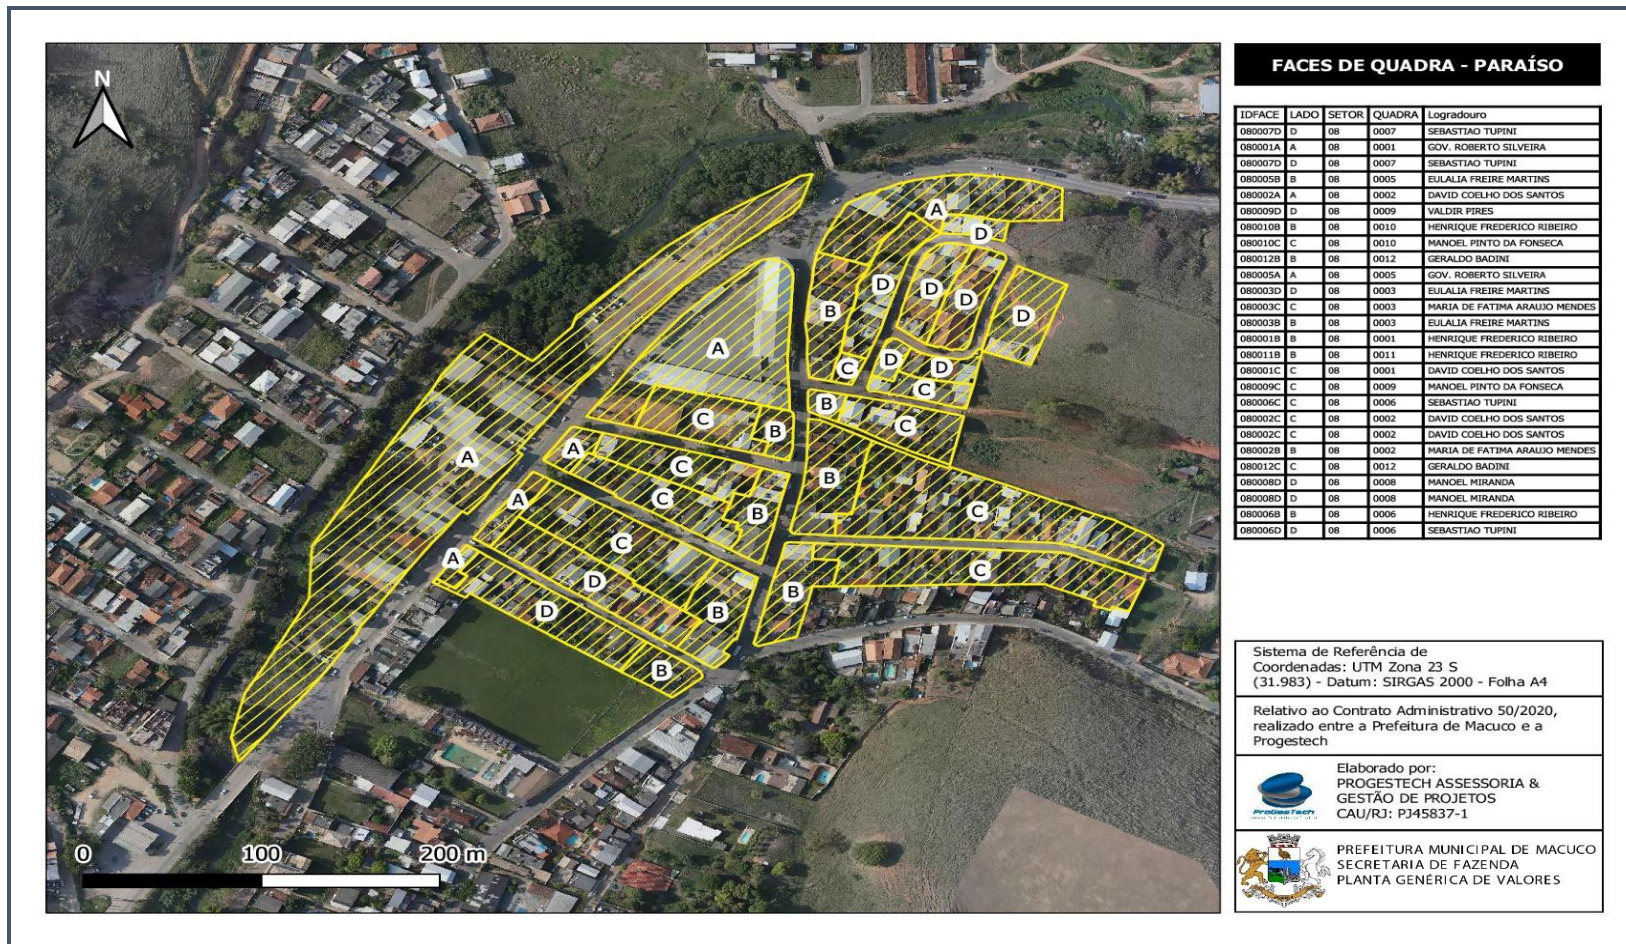 FACES DE QUADRA - PARAÍSO
IDFACE LADO SETOR QUADRA Logradouro
080007D D 08 0007 SEBASTIAO TUPINI
080001A A 08 0001 GOV. ROBERTO SILVEIRA
080007D D 08 0007 SEBASTIAO TUPINI
080005B B 08 0005 EULALIA FREIRE MARTINS
080002A A 08 0002 DAVID COELHO DOS SANTOS
080009D D 08 0009 VALDIR PIRES
080010B B 08 0010 HENRIQUE FREDERICO RIBEIRO
080010C C 08 0010 MANOEL PINTO DA FONSECA
080012B B 08 0012 GERALDO BADINI
080005A A 08 0005 GOV. ROBERTO SILVEIRA
080003D D 08 0003 EULALIA FREIRE MARTINS
080003C C 08 0003 MARIA DE FATIMA ARAUJO MENDES
080003B B 08 0003 EULALIA FREIRE MARTINS
080001B B 08 0001 HENRIQUE FREDERICO RIBEIRO
080011B B 08 0011 HENRIQUE FREDERICO RIBEIRO
080001C C 08 0001 DAVID COELHO DOS SANTOS
080009C C 08 0009 MANOEL PINTO DA FONSECA
080006C C 08 0006 SEBASTIAO TUPINI
080002C C 08 0002 DAVID COELHO DOS SANTOS
080002C C 08 0002 DAVID COELHO DOS SANTOS
080002B B 08 0002 MARIA DE FATIMA ARAUJO MENDES
080012C C 08 0012 GERALDO BADINI
080008D D 08 0008 MANOEL MIRANDA
080008D D 08 0008 MANOEL MIRANDA
080006B B 08 0006 HENRIQUE FREDERICO RIBEIRO
080006D D 08 0006 SEBASTIAO TUPINI
N
A
D
D
D
D
B
D
A
C
D
D
C
B
C
C
B
A
A
C
B
C
A
B
C
C
A
D
C
B
D
B
B
0 100 200 m
Sistema de Referência de
Coordenadas: UTM Zona 23 S
(31.983) - Datum: SIRGAS 2000 - Folha A4
Relativo ao Contrato Administrativo 50/2020,
realizado entre a Prefeitura de Macuco e a
Progestech
ProGesTech
Elaborado por:
PROGESTECH ASSESSORIA &
GESTÃO DE PROJETOS
CAU/RJ: PJ45837-1
PREFEITURA MUNICIPAL DE MACUCO
SECRETARIA DE FAZENDA
PLANTA GENÉRICA DE VALORES